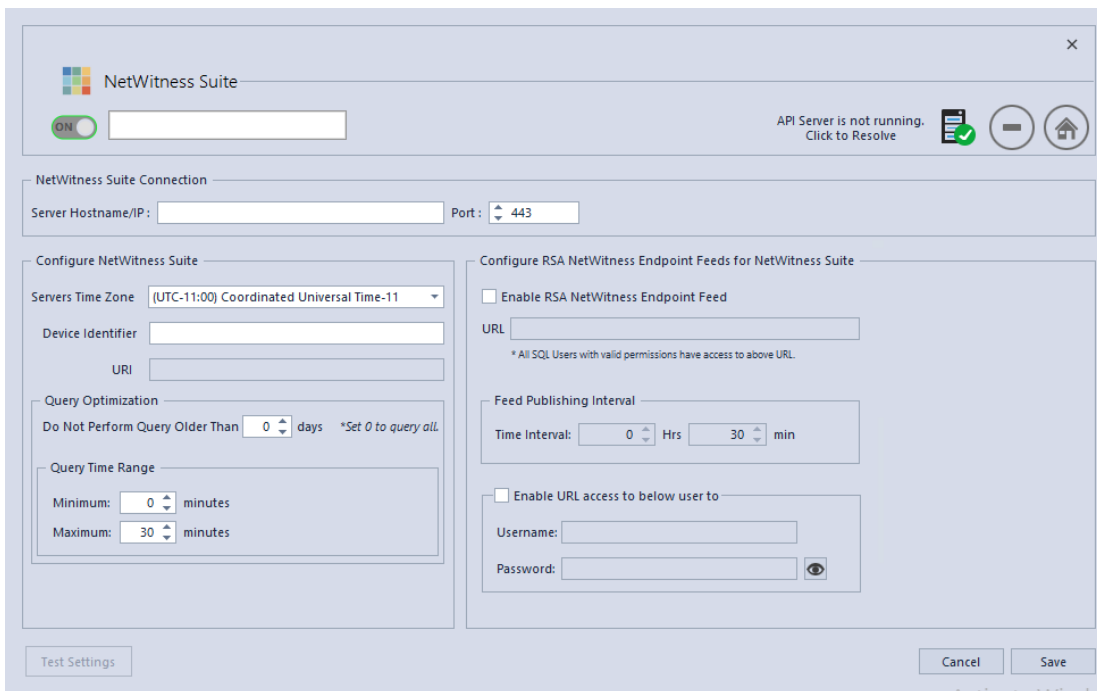 NetWitness Suite
ON
API Server is not running.
Click to Resolve
NetWitness Suite Connection
Server Hostname/IP :
Port : 443
Configure NetWitness Suite
Servers Time Zone (UTC-11:00) Coordinated Universal Time-11
Device Identifier
URI
Query Optimization
Do Not Perform Query Older Than 0 days *Set 0 to query all.
Query Time Range
Minimum: 0 minutes
Maximum: 30 minutes
Configure RSA NetWitness Endpoint Feeds for NetWitness Suite
Enable RSA NetWitness Endpoint Feed
URL
* All SQL Users with valid permissions have access to above URL.
Feed Publishing Interval
Time Interval: 0 Hrs 30 min
Enable URL access to below user to
Username:
Password:
Test Settings
Cancel
Save